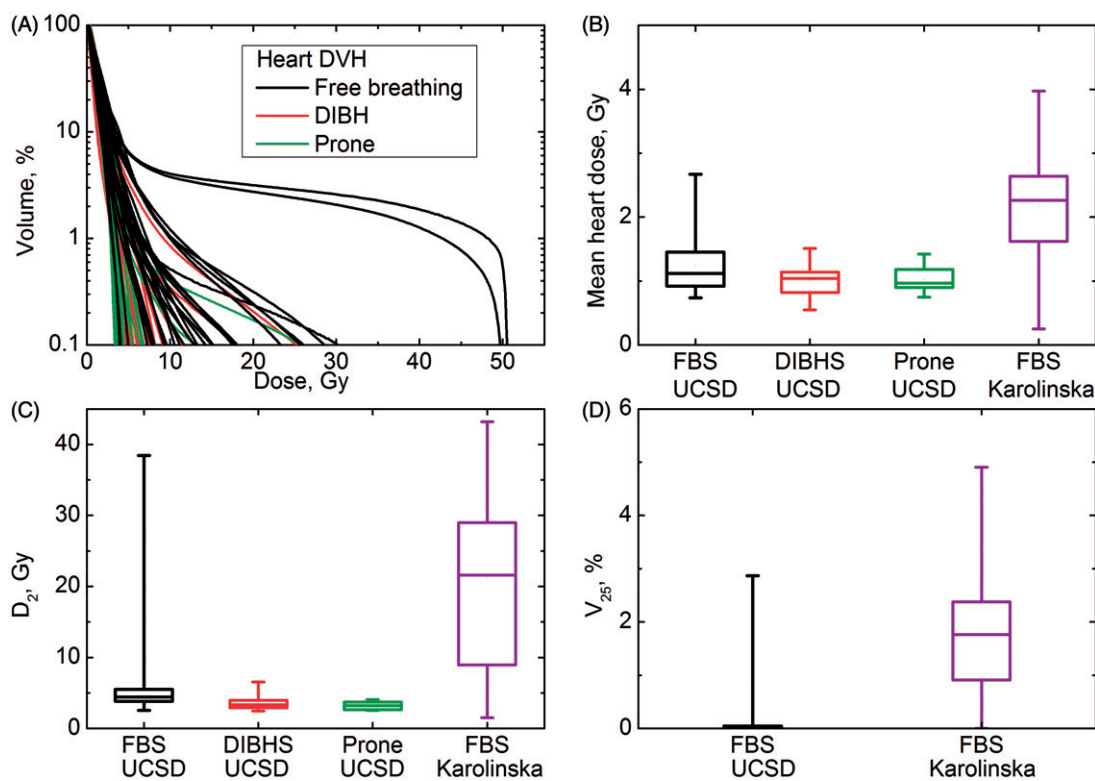 (A)
100
10
1
0.1
Volume, %
Heart DVH
Free breathing
DIBH
Prone
0 10 20 30 40 50
Dose, Gy
(B)
4
2
0
Mean heart dose, Gy
FBS DIBHS Prone FBS
UCSD UCSD UCSD Karolinska
(C)
40
30
20
10
0
D₂, Gy
FBS DIBHS Prone FBS
UCSD UCSD UCSD Karolinska
(D)
6
4
2
0
V₂₅, %
FBS FBS
UCSD Karolinska